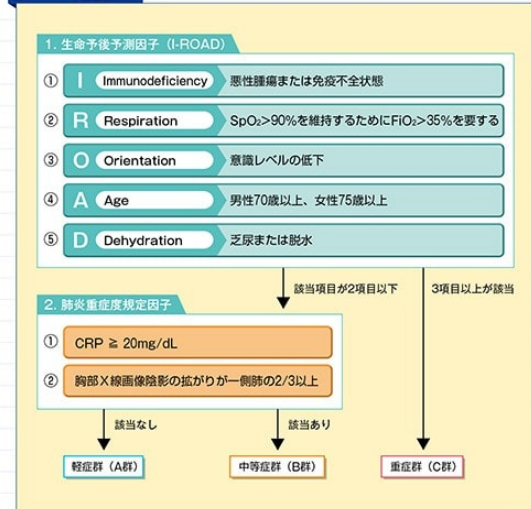 1. 生命予後予測因子（I-ROAD）
① I Immunodeficiency 悪性腫瘍または免疫不全状態
② R Respiration SpO₂>90%を維持するためにFiO₂>35%を要する
③ O Orientation 意識レベルの低下
④ A Age 男性70歳以上、女性75歳以上
⑤ D Dehydration 乏尿または脱水
該当項目が2項目以下
3項目以上が該当
2. 肺炎重症度規定因子
① CRP ≧ 20mg/dL
② 胸部X線画像陰影の拡がりが一側肺の2/3以上
該当なし
該当あり
軽症群（A群）
中等症群（B群）
重症群（C群）